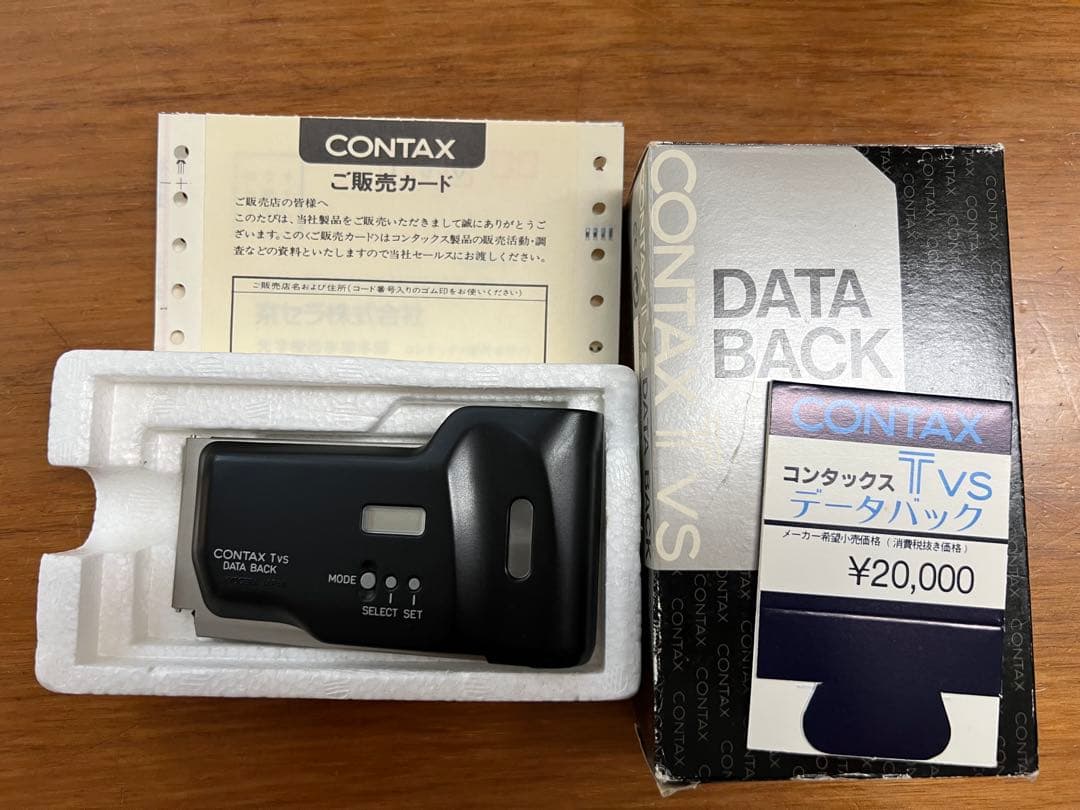 CONTAX
ご販売カード
ご販売店の皆様へ
このたびは、当社製品をご販売いただきまして誠にありがとうご
ざいます。この〈ご販売カード〉はコンタックス製品の販売活動・調
査などの資料といたしますので当社セールスにお渡しください。
ご販売店名および住所(コード番号入りのゴム印をお使いください)
CONTAX TVS
DATA BACK
MODE
SELECT SET
CONTAX TVS
DATA
BACK
DATA BACK
CONTAX
コンタックス TVS
データバック
メーカー希望小売価格(消費税抜き価格)
¥20,000
CONTAX
CONTAX
CONTAX